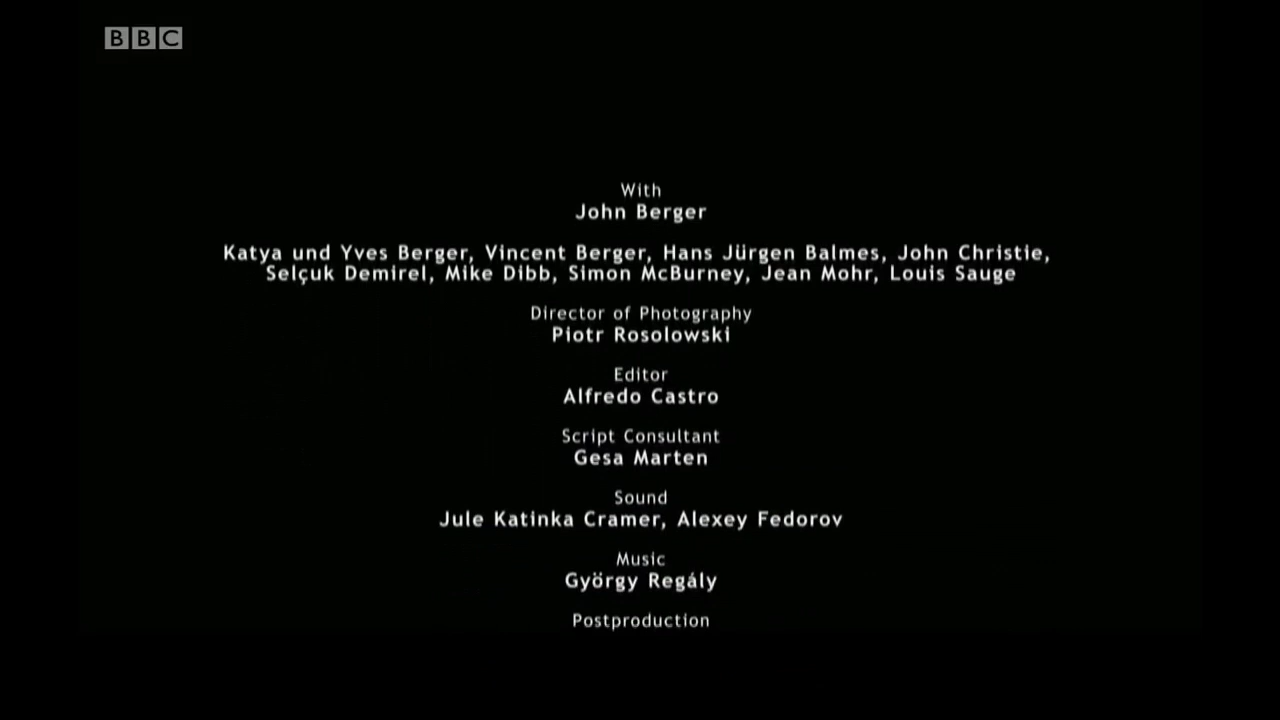 BBC
With
John Berger
Katya und Yves Berger, Vincent Berger, Hans Jürgen Balmes, John Christie,
Selçuk Demirel, Mike Dibb, Simon McBurney, Jean Mohr, Louis Sauge
Director of Photography
Piotr Rosolowski
Editor
Alfredo Castro
Script Consultant
Gesa Marten
Sound
Jule Katinka Cramer, Alexey Fedorov
Music
György Regály
Postproduction